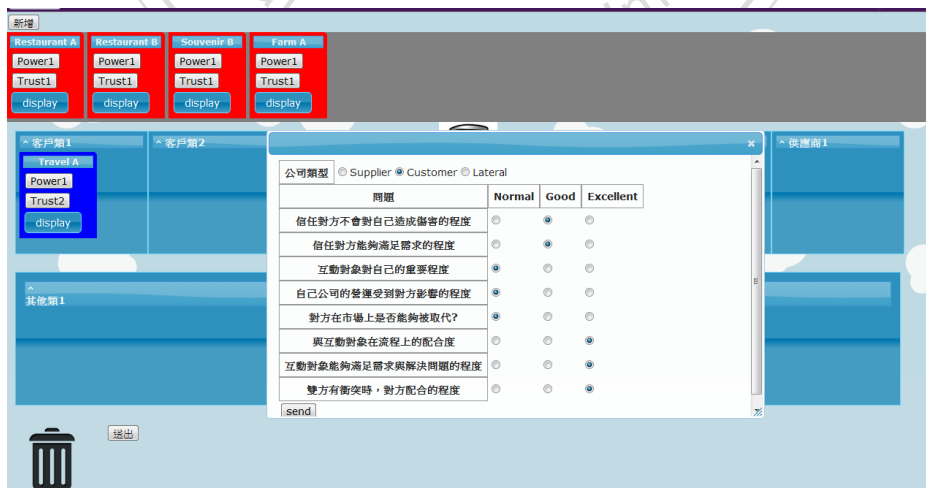 新增
Restaurant A Restaurant B Souvenir B Farm A
Power1 Power1 Power1 Power1
Trust1 Trust1 Trust1 Trust1
display display display display
^ 客戶類1 ^ 客戶類2 × ^ 供應商1
Travel A
Power1
Trust2
display
公司類型 Supplier Customer Lateral
問題 Normal Good Excellent
信任對方不會對自己造成傷害的程度
信任對方能夠滿足需求的程度
互動對象對自己的重要程度
自己公司的營運受到對方影響的程度
對方在市場上是否能夠被取代?
與互動對象在流程上的配合度
互動對象能夠滿足需求與解決問題的程度
雙方有衝突時，對方配合的程度
send
^
其他類1
送出